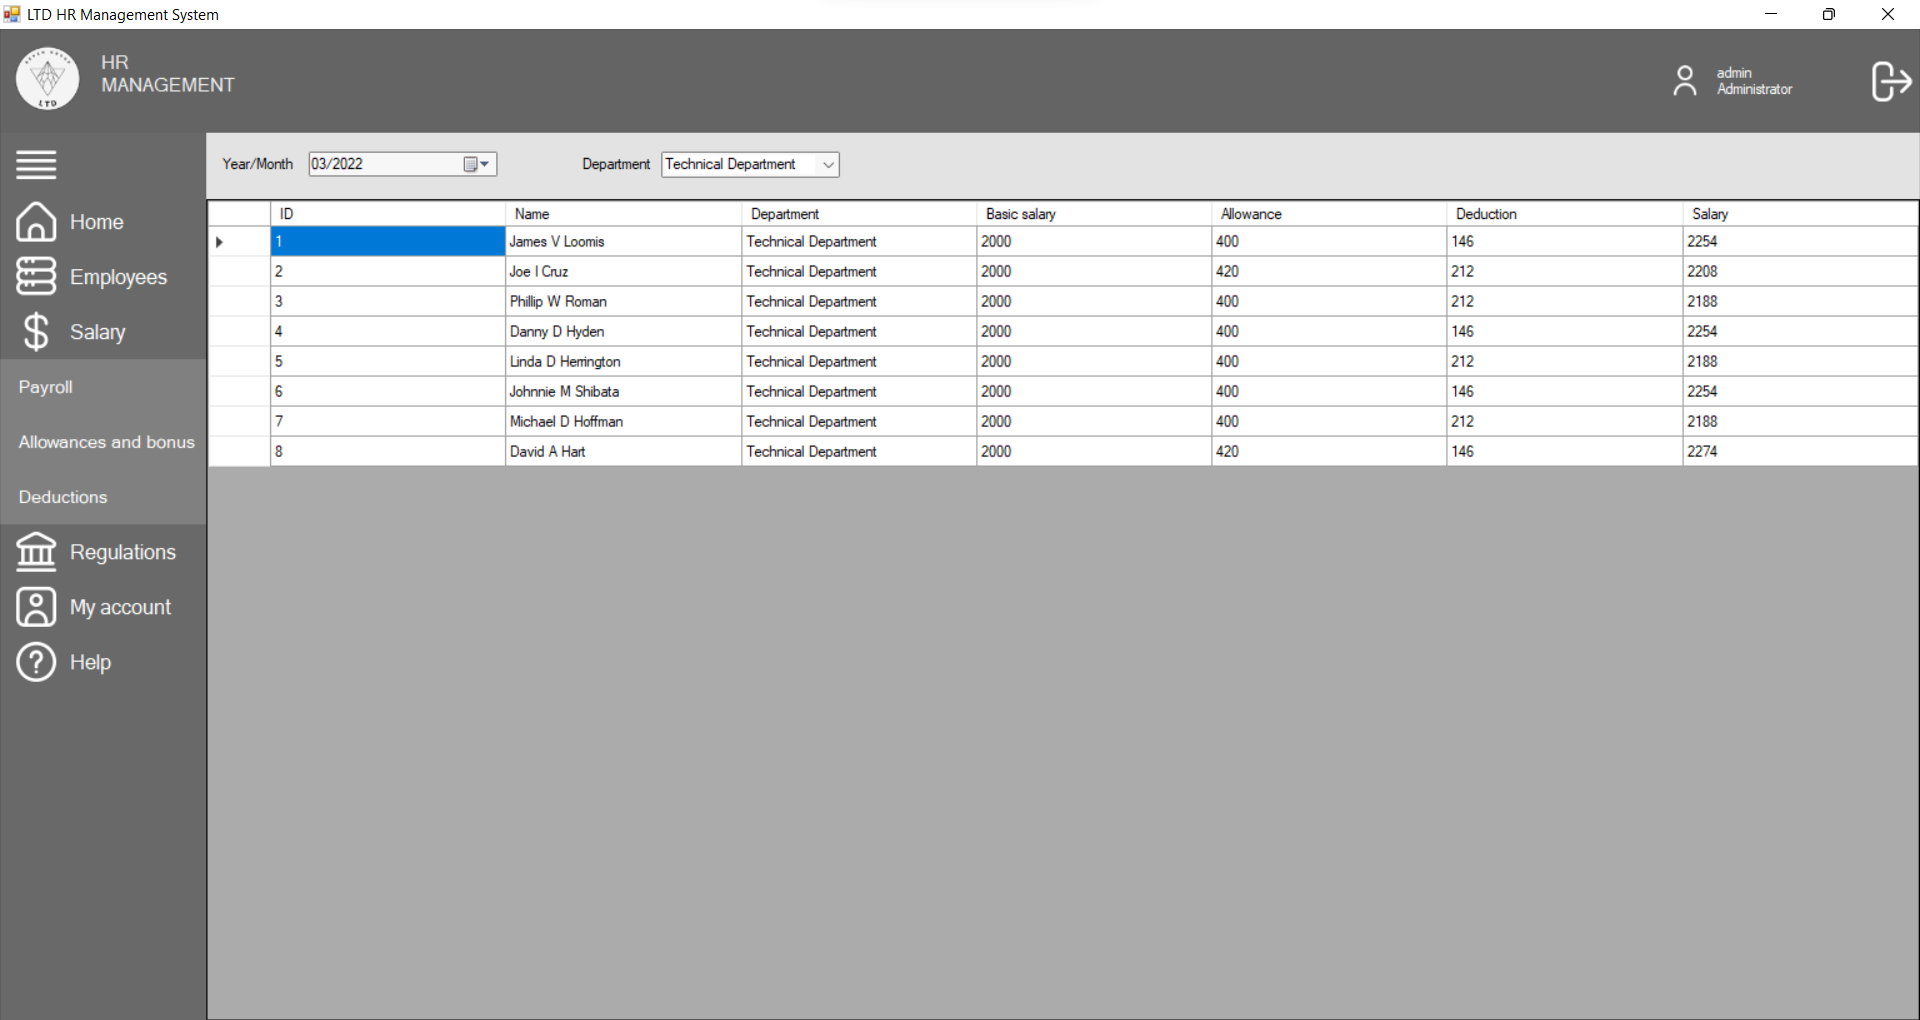 LTD HR Management System
HR
MANAGEMENT
LTD
admin
Administrator
Year/Month 03/2022 Department Technical Department
Home
Employees
Salary
Payroll
Allowances and bonus
Deductions
Regulations
My account
Help
ID Name Department Basic salary Allowance Deduction Salary
1 James V Loomis Technical Department 2000 400 146 2254
2 Joe I Cruz Technical Department 2000 420 212 2208
3 Phillip W Roman Technical Department 2000 400 212 2188
4 Danny D Hyden Technical Department 2000 400 146 2254
5 Linda D Herrington Technical Department 2000 400 212 2188
6 Johnnie M Shibata Technical Department 2000 400 146 2254
7 Michael D Hoffman Technical Department 2000 400 212 2188
8 David A Hart Technical Department 2000 420 146 2274